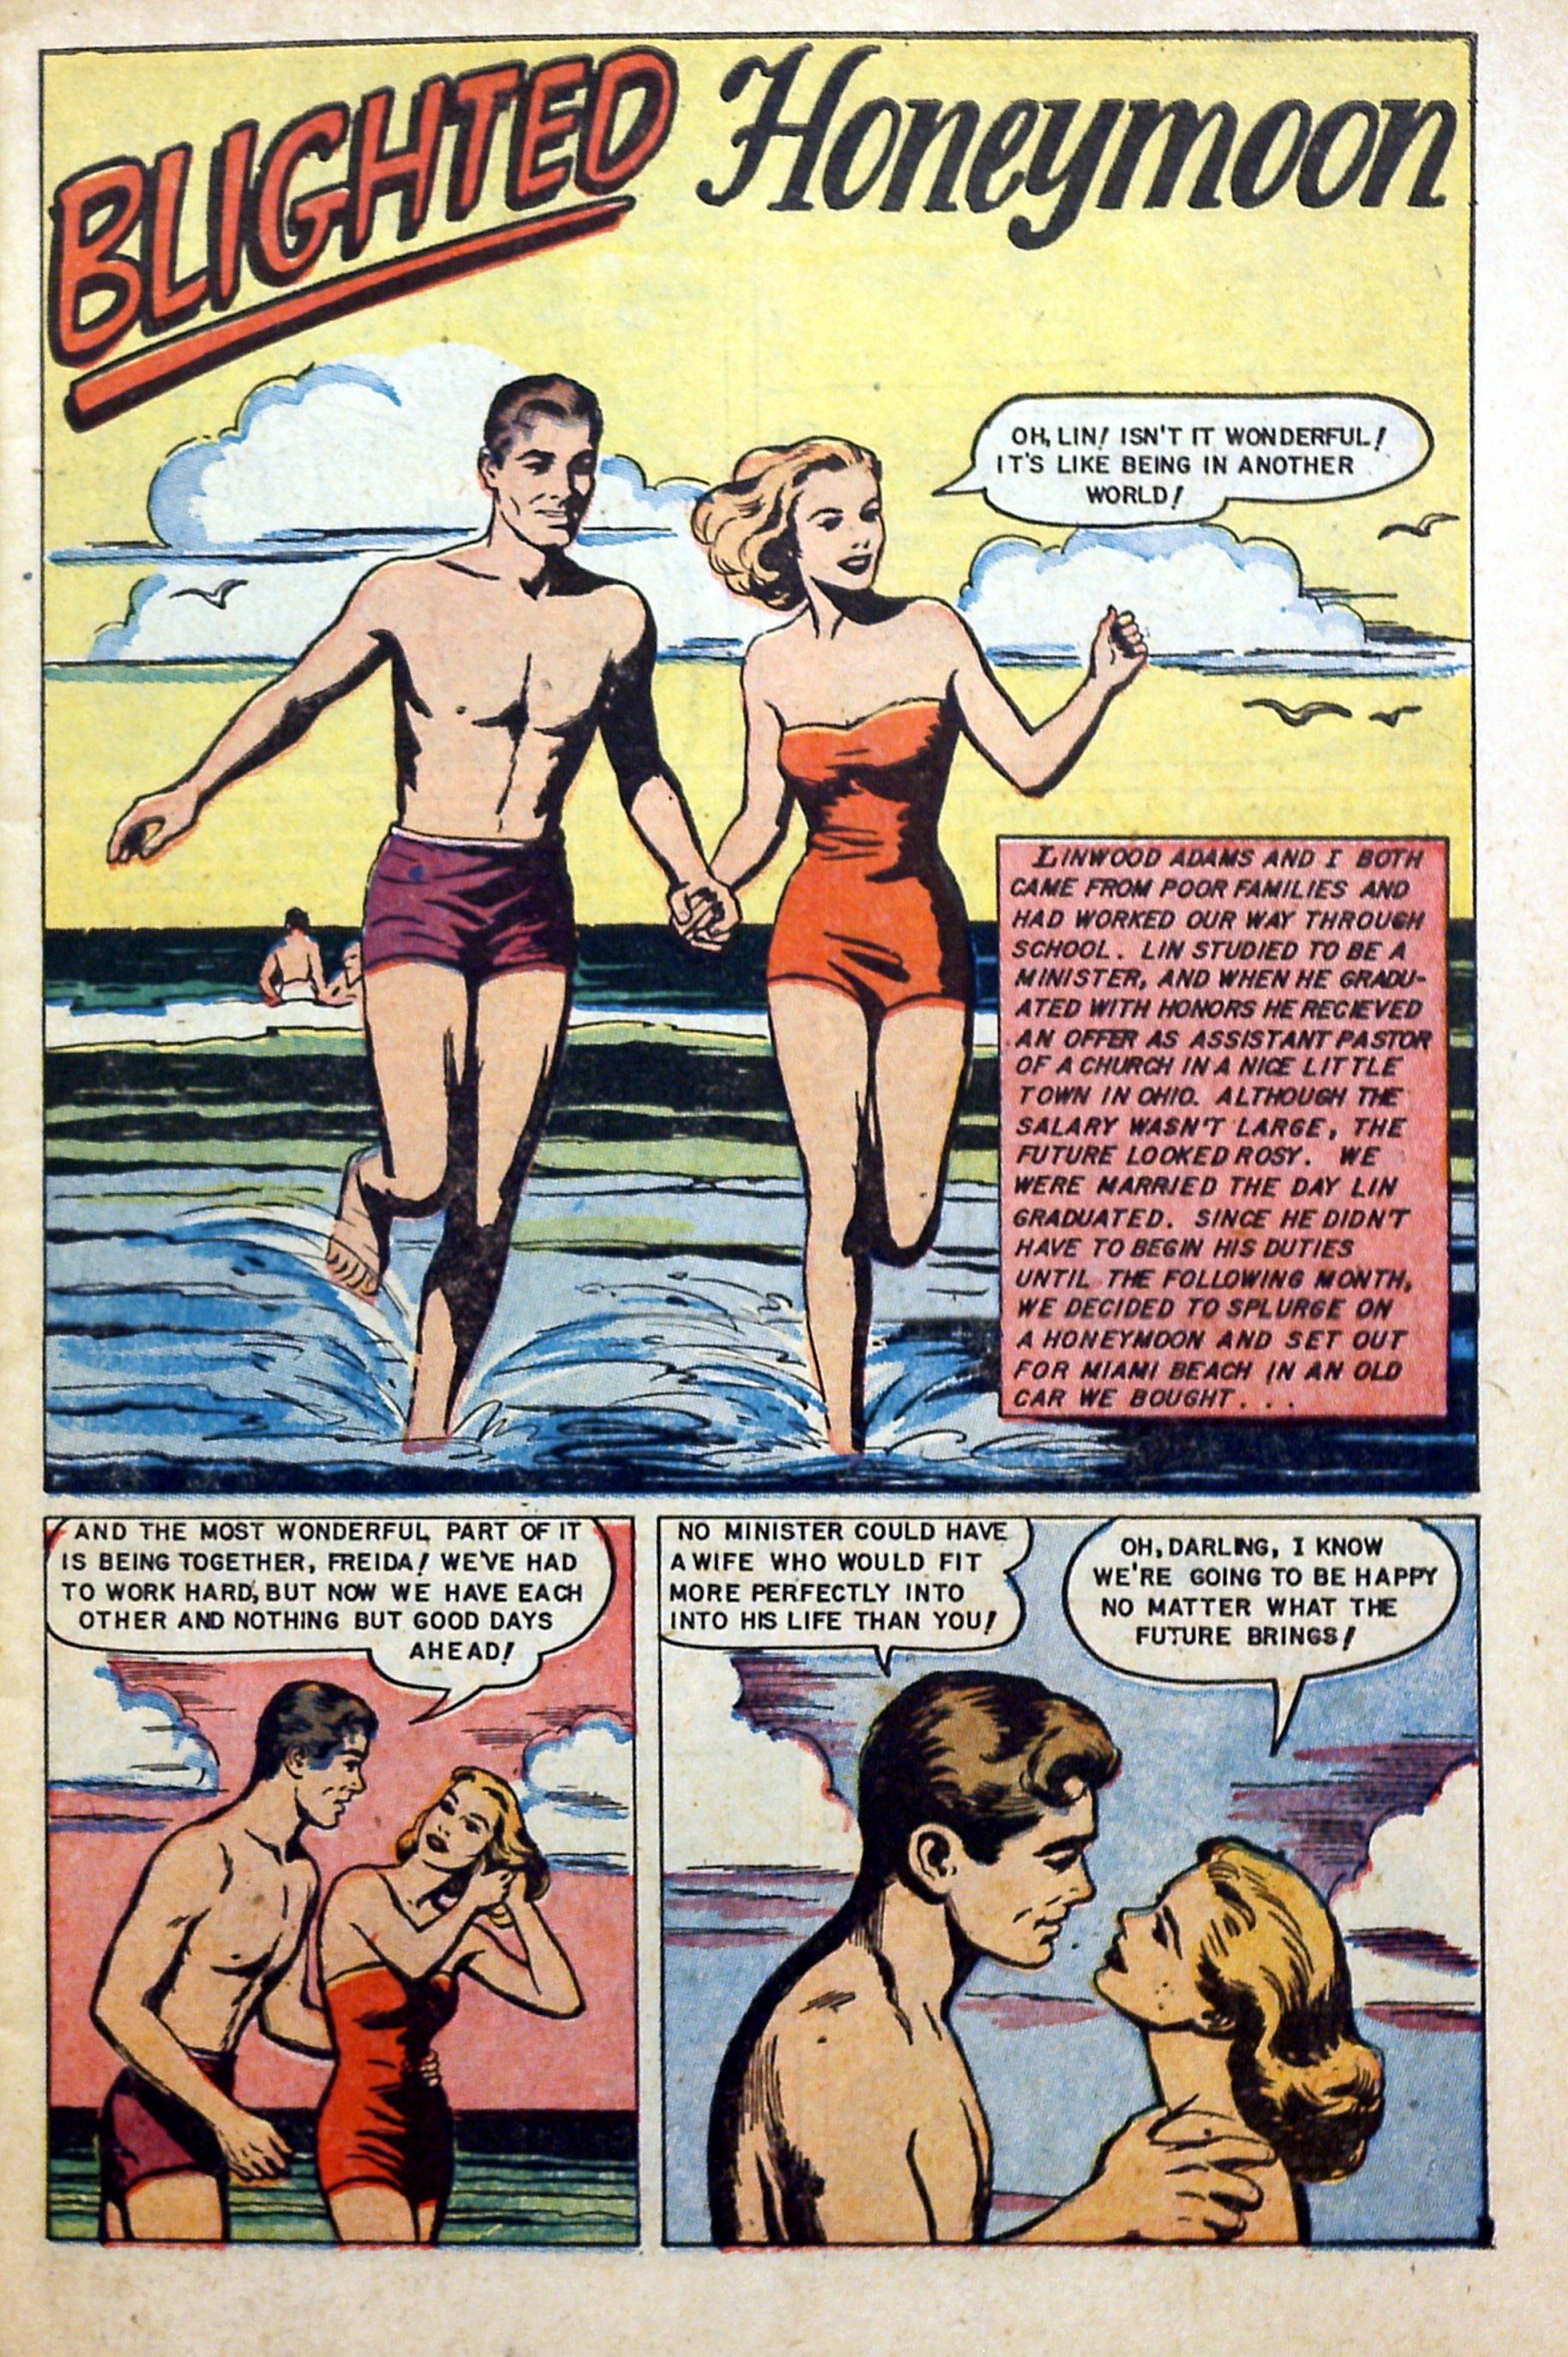 BLIGHTED Honeymoon
OH, LIN! ISN'T IT WONDERFUL!
IT'S LIKE BEING IN ANOTHER
WORLD!
LINWOOD ADAMS AND I BOTH
CAME FROM POOR FAMILIES AND
HAD WORKED OUR WAY THROUGH
SCHOOL. LIN STUDIED TO BE A
MINISTER, AND WHEN HE GRADU-
ATED WITH HONORS HE RECIEVED
AN OFFER AS ASSISTANT PASTOR
OF A CHURCH IN A NICE LITTLE
TOWN IN OHIO. ALTHOUGH THE
SALARY WASN'T LARGE, THE
FUTURE LOOKED ROSY. WE
WERE MARRIED THE DAY LIN
GRADUATED. SINCE HE DIDN'T
HAVE TO BEGIN HIS DUTIES
UNTIL THE FOLLOWING MONTH,
WE DECIDED TO SPLURGE ON
A HONEYMOON AND SET OUT
FOR MIAMI BEACH IN AN OLD
CAR WE BOUGHT...
AND THE MOST WONDERFUL PART OF IT
IS BEING TOGETHER, FREIDA! WE'VE HAD
TO WORK HARD, BUT NOW WE HAVE EACH
OTHER AND NOTHING BUT GOOD DAYS
AHEAD!
NO MINISTER COULD HAVE
A WIFE WHO WOULD FIT
MORE PERFECTLY INTO
INTO HIS LIFE THAN YOU!
OH, DARLING, I KNOW
WE'RE GOING TO BE HAPPY
NO MATTER WHAT THE
FUTURE BRINGS!